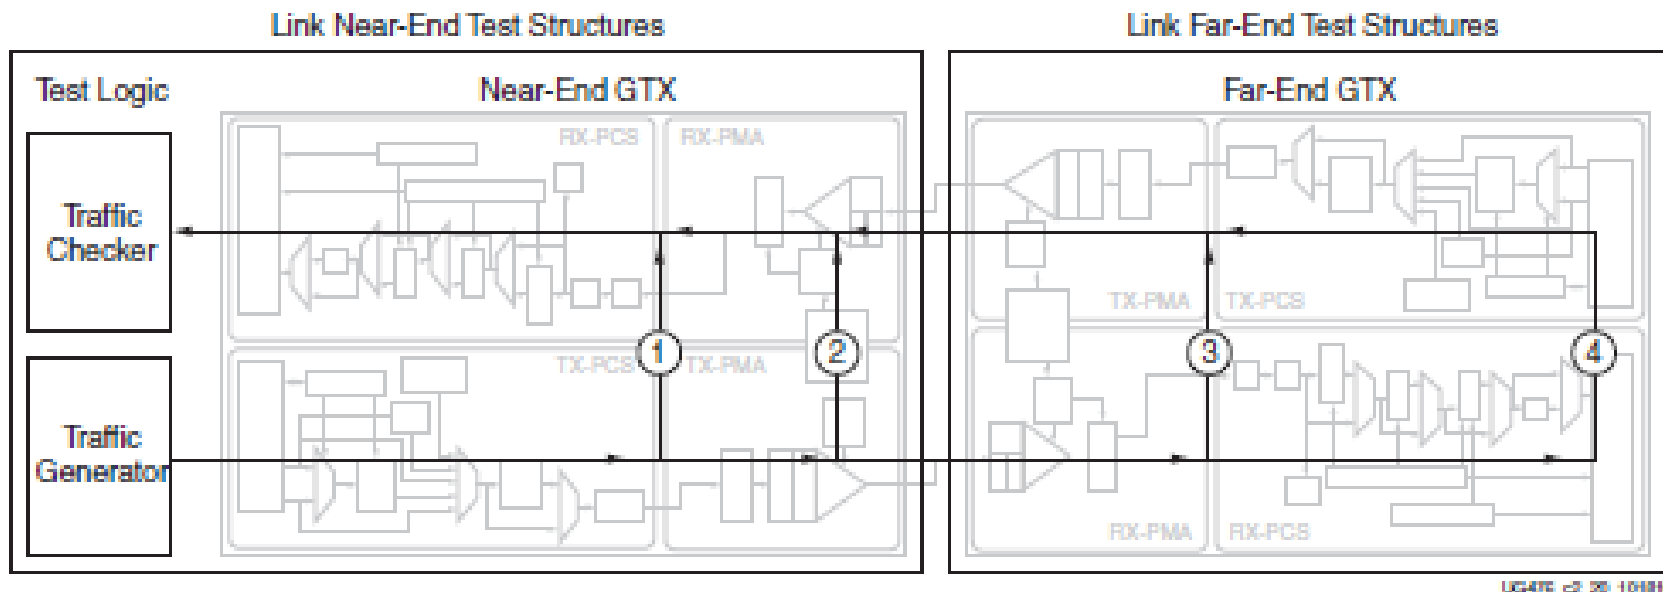 Link Near-End Test Structures
Link Far-End Test Structures
Test Logic
Near-End GTX
Far-End GTX
RX-PCS
RX-PMA
Traffic
Checker
TX-PMA
TX-PCS
1
2
3
4
TX-PCS
TX-PMA
Traffic
Generator
RX-PMA
RX-PCS